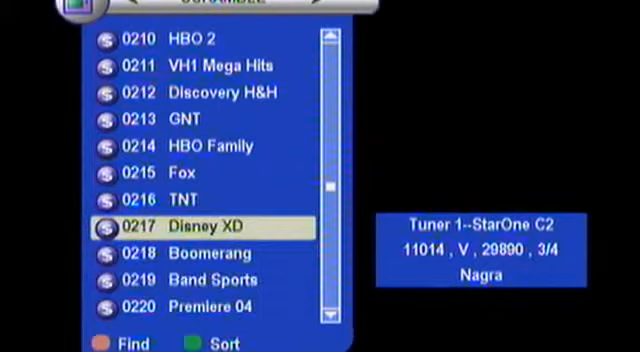 SCRAMBLE
0210 HBO 2
0211 VH1 Mega Hits
0212 Discovery H&H
0213 GNT
0214 HBO Family
0215 Fox
0216 TNT
0217 Disney XD
0218 Boomerang
0219 Band Sports
0220 Premiere 04
Find Sort
Tuner 1--StarOne C2
11014 , V , 29890 , 3/4
Nagra